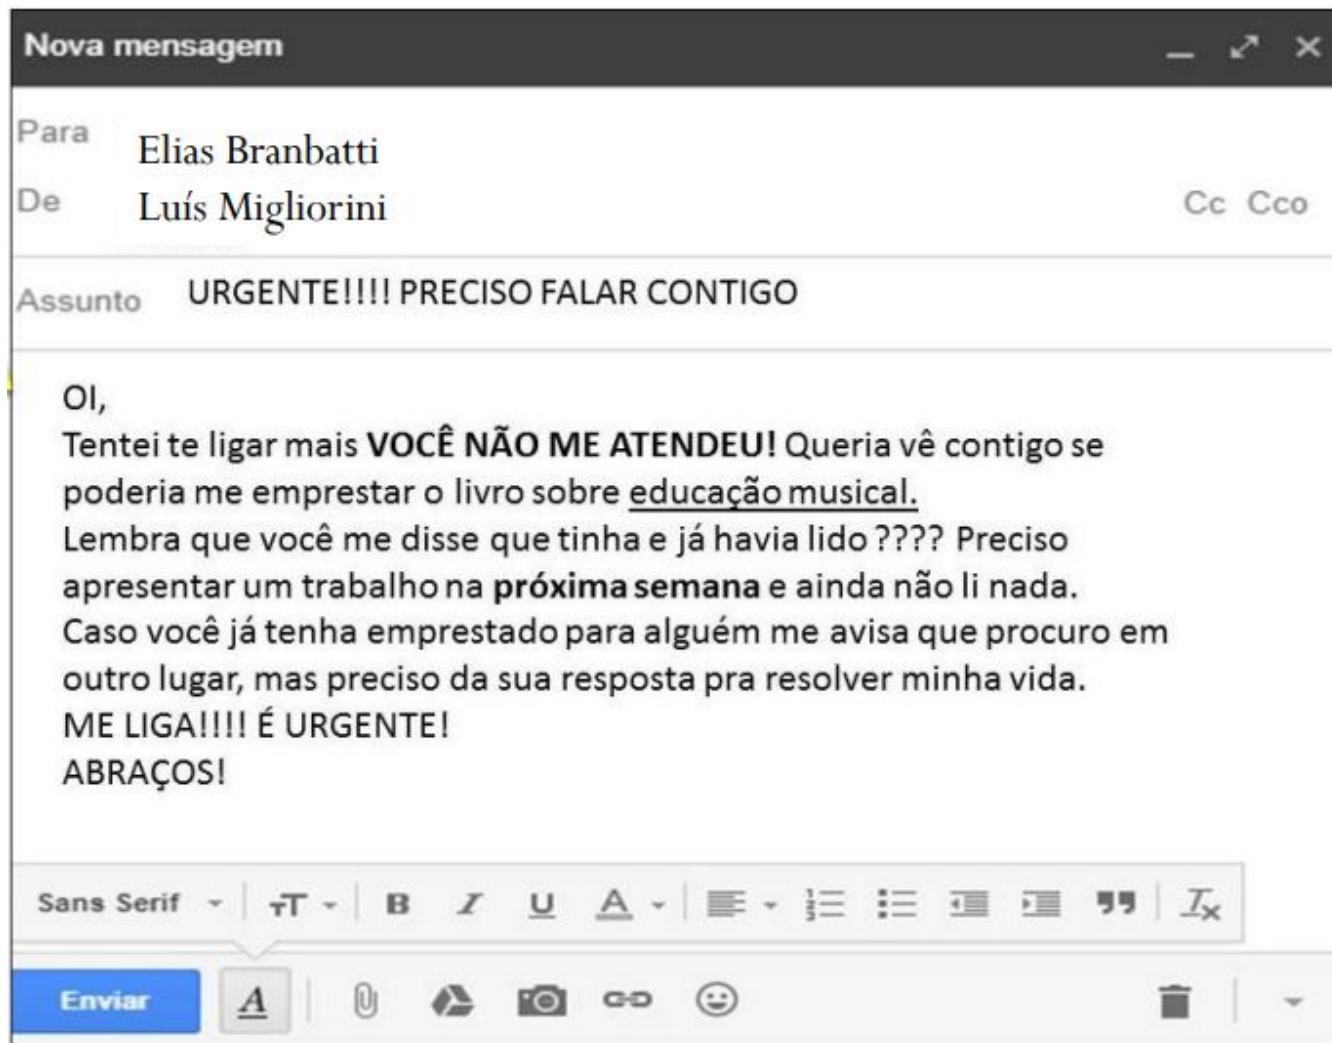 Nova mensagem
Para Elias Branbatti
De Luís Migliorini Cc Cco
Assunto URGENTE!!!! PRECISO FALAR CONTIGO
OI,
Tentei te ligar mais VOCÊ NÃO ME ATENDEU! Queria vê contigo se
poderia me emprestar o livro sobre educação musical.
Lembra que você me disse que tinha e já havia lido ???? Preciso
apresentar um trabalho na próxima semana e ainda não li nada.
Caso você já tenha emprestado para alguém me avisa que procuro em
outro lugar, mas preciso da sua resposta pra resolver minha vida.
ME LIGA!!!! É URGENTE!
ABRAÇOS!
Sans Serif
Enviar